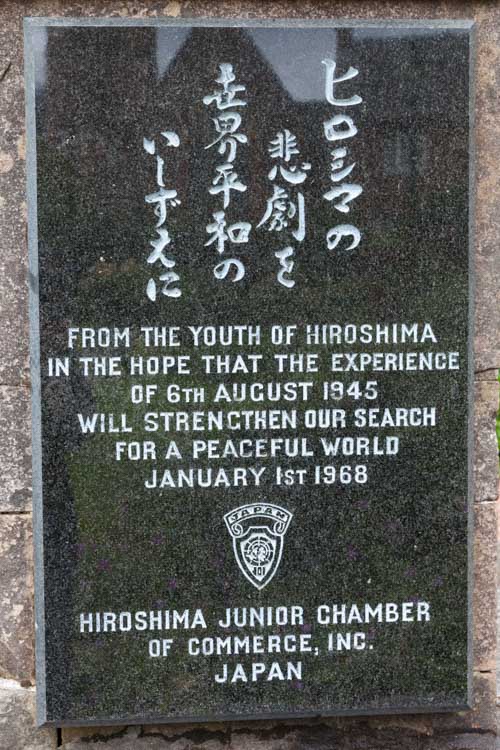 ヒロシマの
悲劇を
世界平和の
いしずえに
FROM THE YOUTH OF HIROSHIMA
IN THE HOPE THAT THE EXPERIENCE
OF 6TH AUGUST 1945
WILL STRENGTHEN OUR SEARCH
FOR A PEACEFUL WORLD
JANUARY 1ST 1968
JAPAN
101
HIROSHIMA JUNIOR CHAMBER
OF COMMERCE, INC.
JAPAN